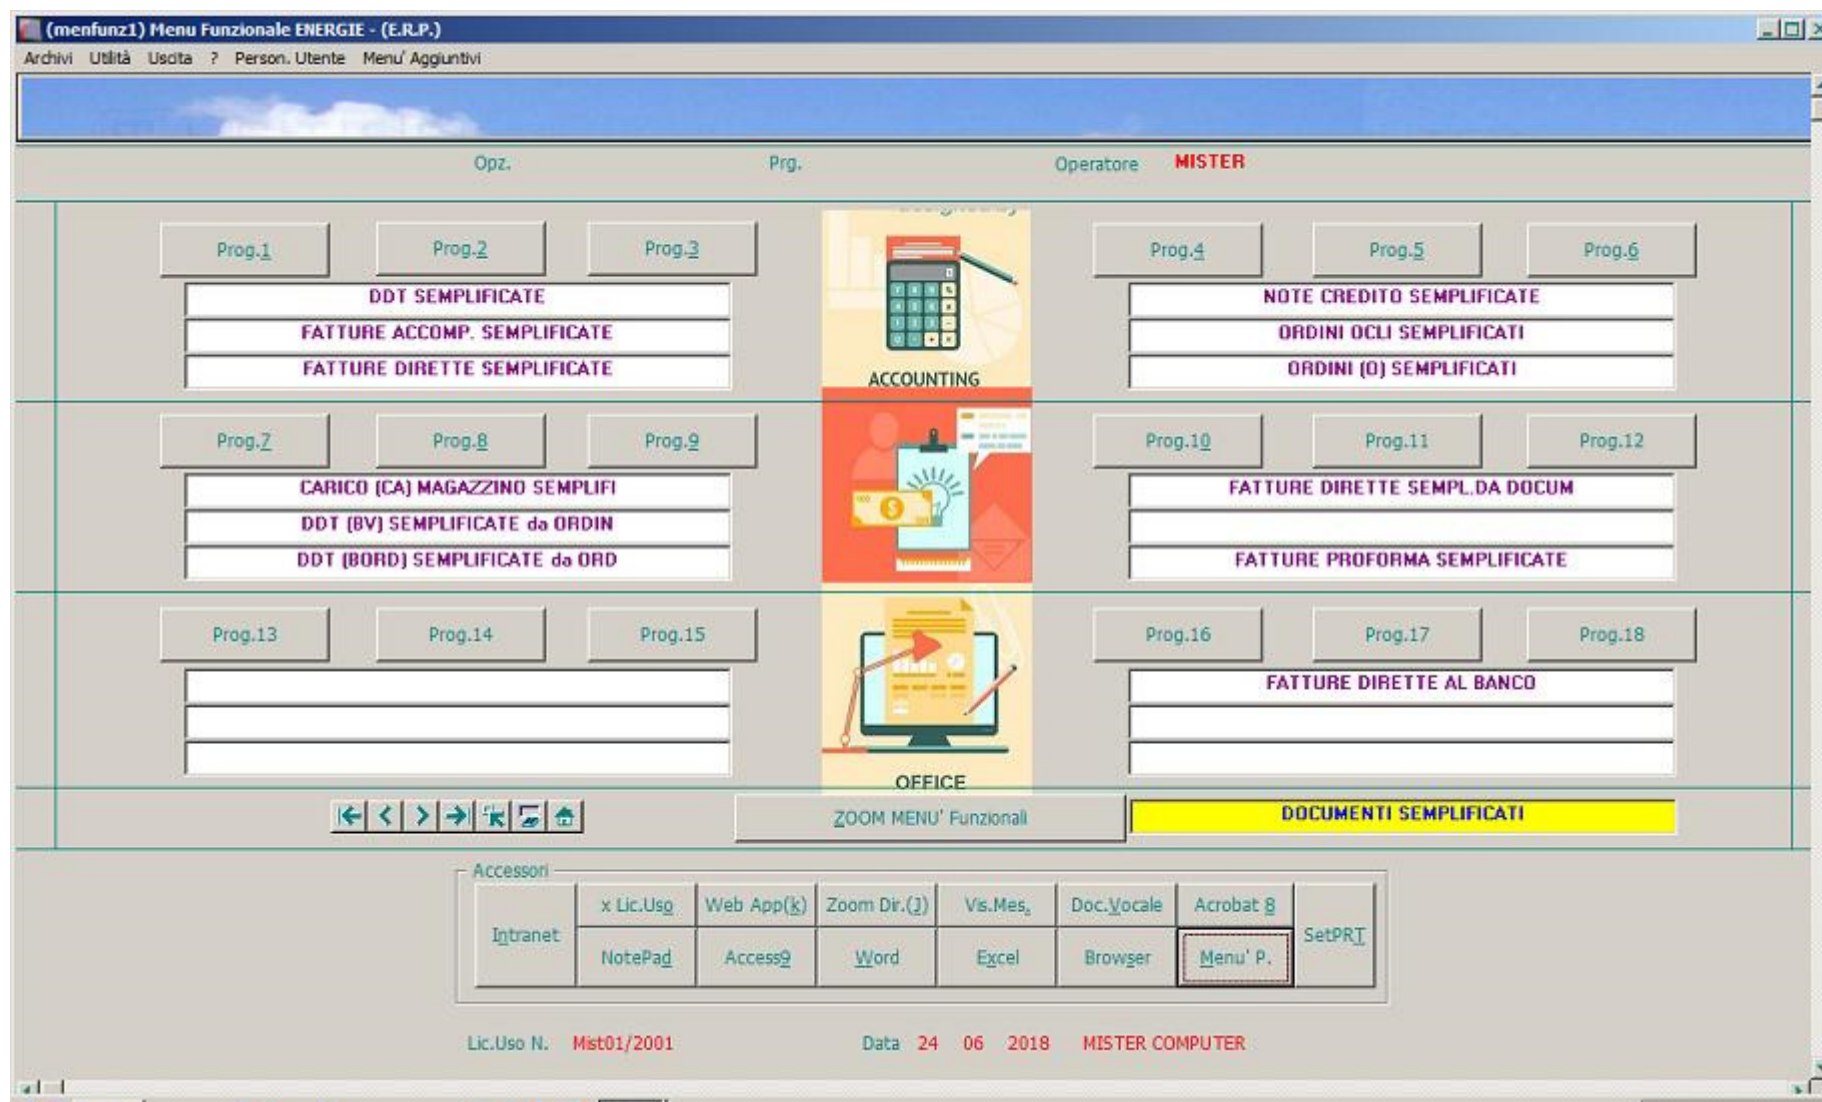 (menfunz1) Menu Funzionale ENERGIE - (E.R.P.)
Archivi Utilità Uscita ? Person. Utente Menu' Aggiuntivi
Opz. Prg. Operatore MISTER
Prog.1 Prog.2 Prog.3 Prog.4 Prog.5 Prog.6
DDT SEMPLIFICATE NOTE CREDITO SEMPLIFICATE
FATTURE ACCOMP. SEMPLIFICATE ORDINI OCLI SEMPLIFICATI
FATTURE DIRETTE SEMPLIFICATE ORDINI (O) SEMPLIFICATI
ACCOUNTING
Prog.7 Prog.8 Prog.9 Prog.10 Prog.11 Prog.12
CARICO (CA) MAGAZZINO SEMPLIFI FATTURE DIRETTE SEMPL.DA DOCUM
DDT (BV) SEMPLIFICATE da ORDIN
DDT (BORD) SEMPLIFICATE da ORD FATTURE PROFORMA SEMPLIFICATE
Prog.13 Prog.14 Prog.15 Prog.16 Prog.17 Prog.18
FATTURE DIRETTE AL BANCO
OFFICE
ZOOM MENU' Funzionali DOCUMENTI SEMPLIFICATI
Accessori
Intranet x Lic.Uso Web App(k) Zoom Dir.(J) Vis.Mes. Doc.Vocale Acrobat 8 SetPRT
NotePad Access9 Word Excel Browser Menu' P.
Lic.Uso N. Mist01/2001 Data 24 06 2018 MISTER COMPUTER